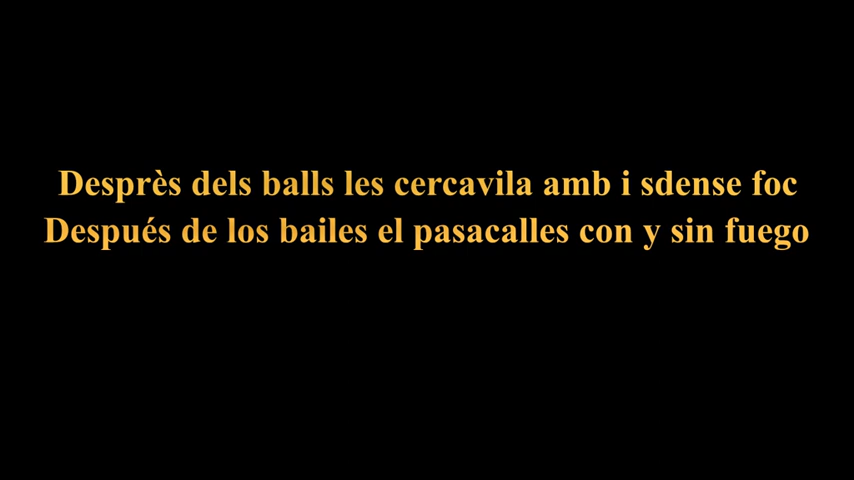 Desprès dels balls les cercavila amb i sdense foc
Después de los bailes el pasacalles con y sin fuego